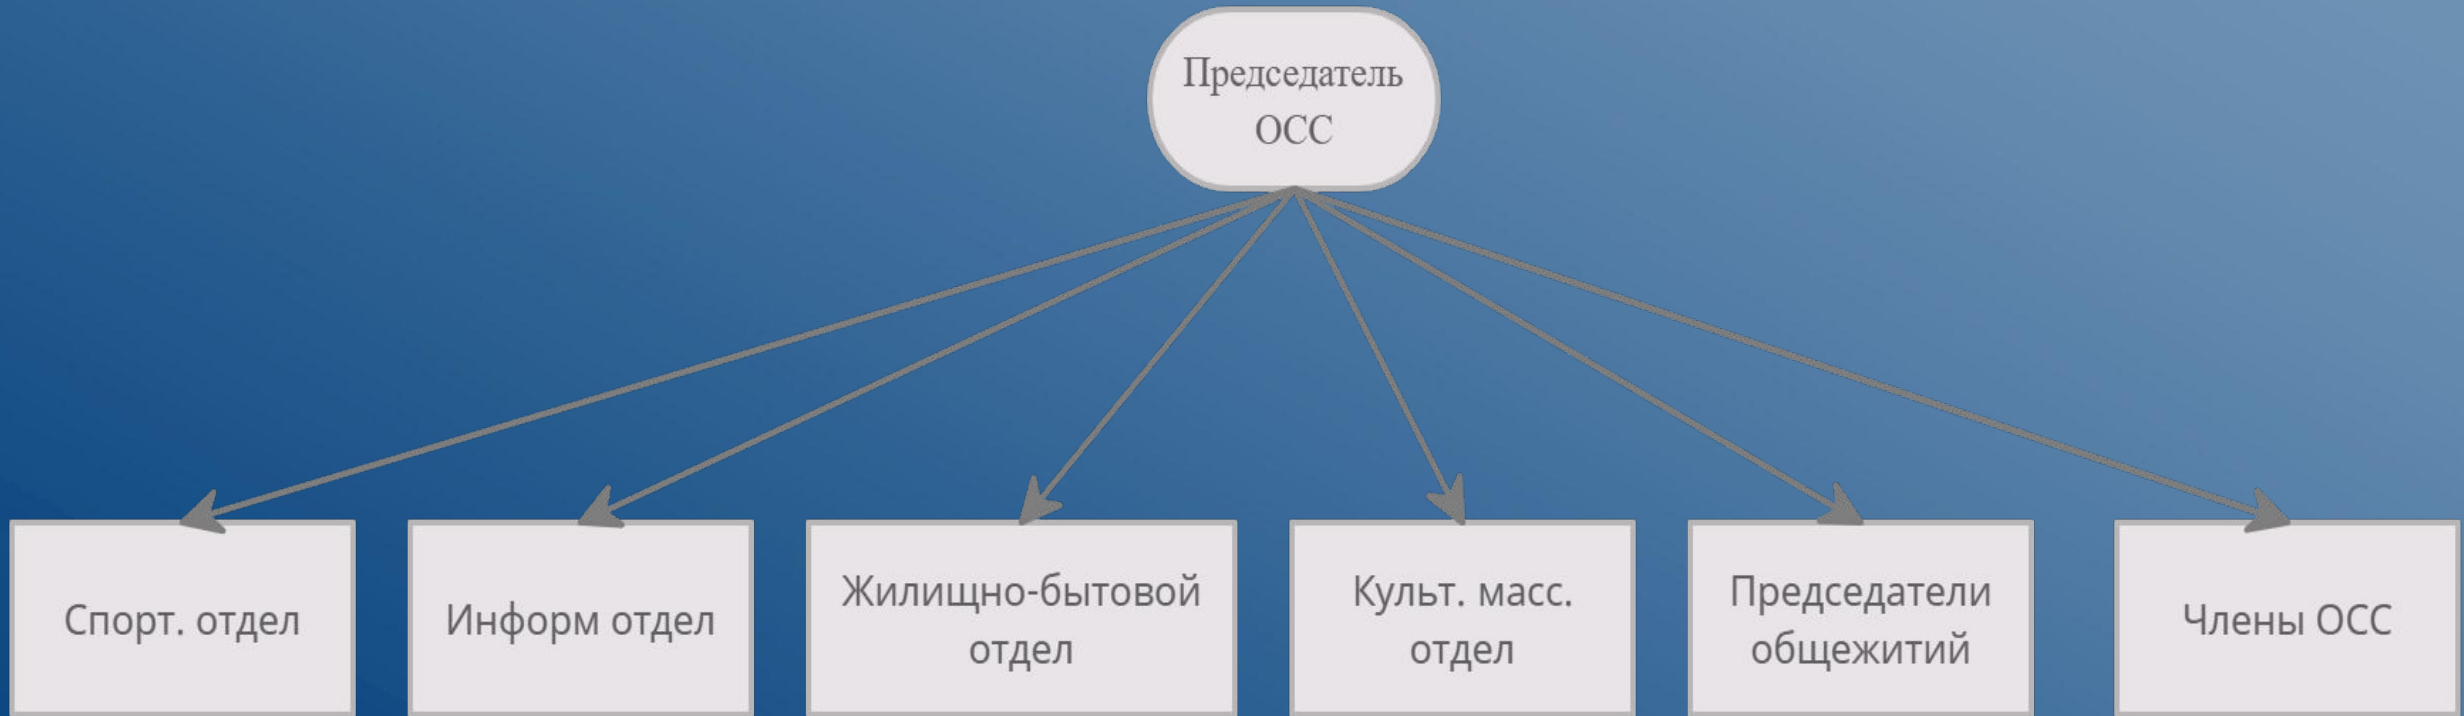 Председатель
ОСС
Спорт. отдел
Информ отдел
Жилищно-бытовой
отдел
Культ. масс.
отдел
Председатели
общежитий
Члены ОСС